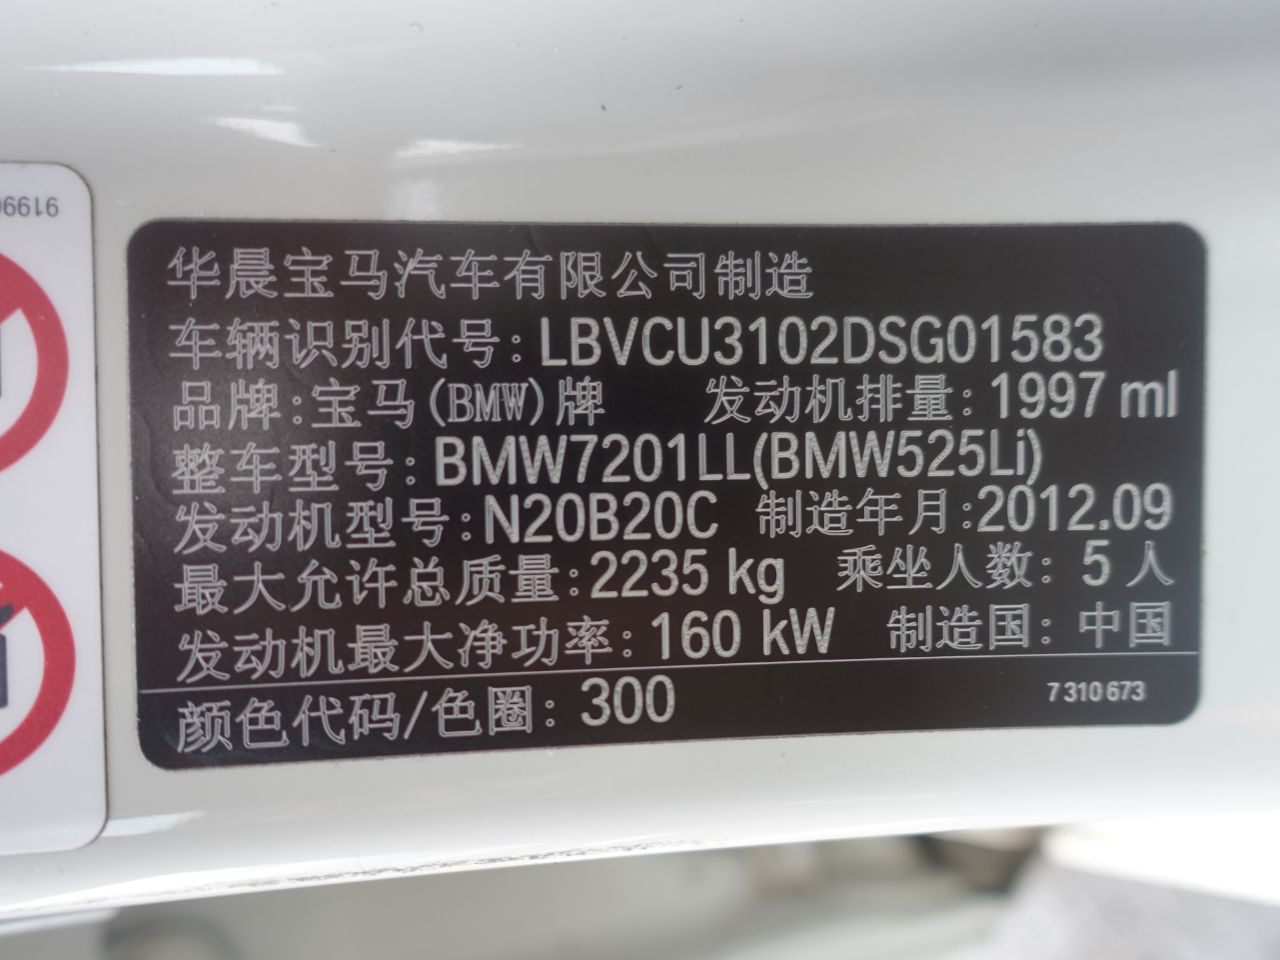 91990
华晨宝马汽车有限公司制造
车辆识别代号:LBVCU3102DSG01583
品牌:宝马(BMW)牌 发动机排量:1997 ml
整车型号:BMW7201LL(BMW525Li)
发动机型号:N20B20C 制造年月:2012.09
最大允许总质量:2235 kg 乘坐人数: 5 人
发动机最大净功率:160 kW 制造国: 中国
颜色代码/色圈: 300 7 310 673